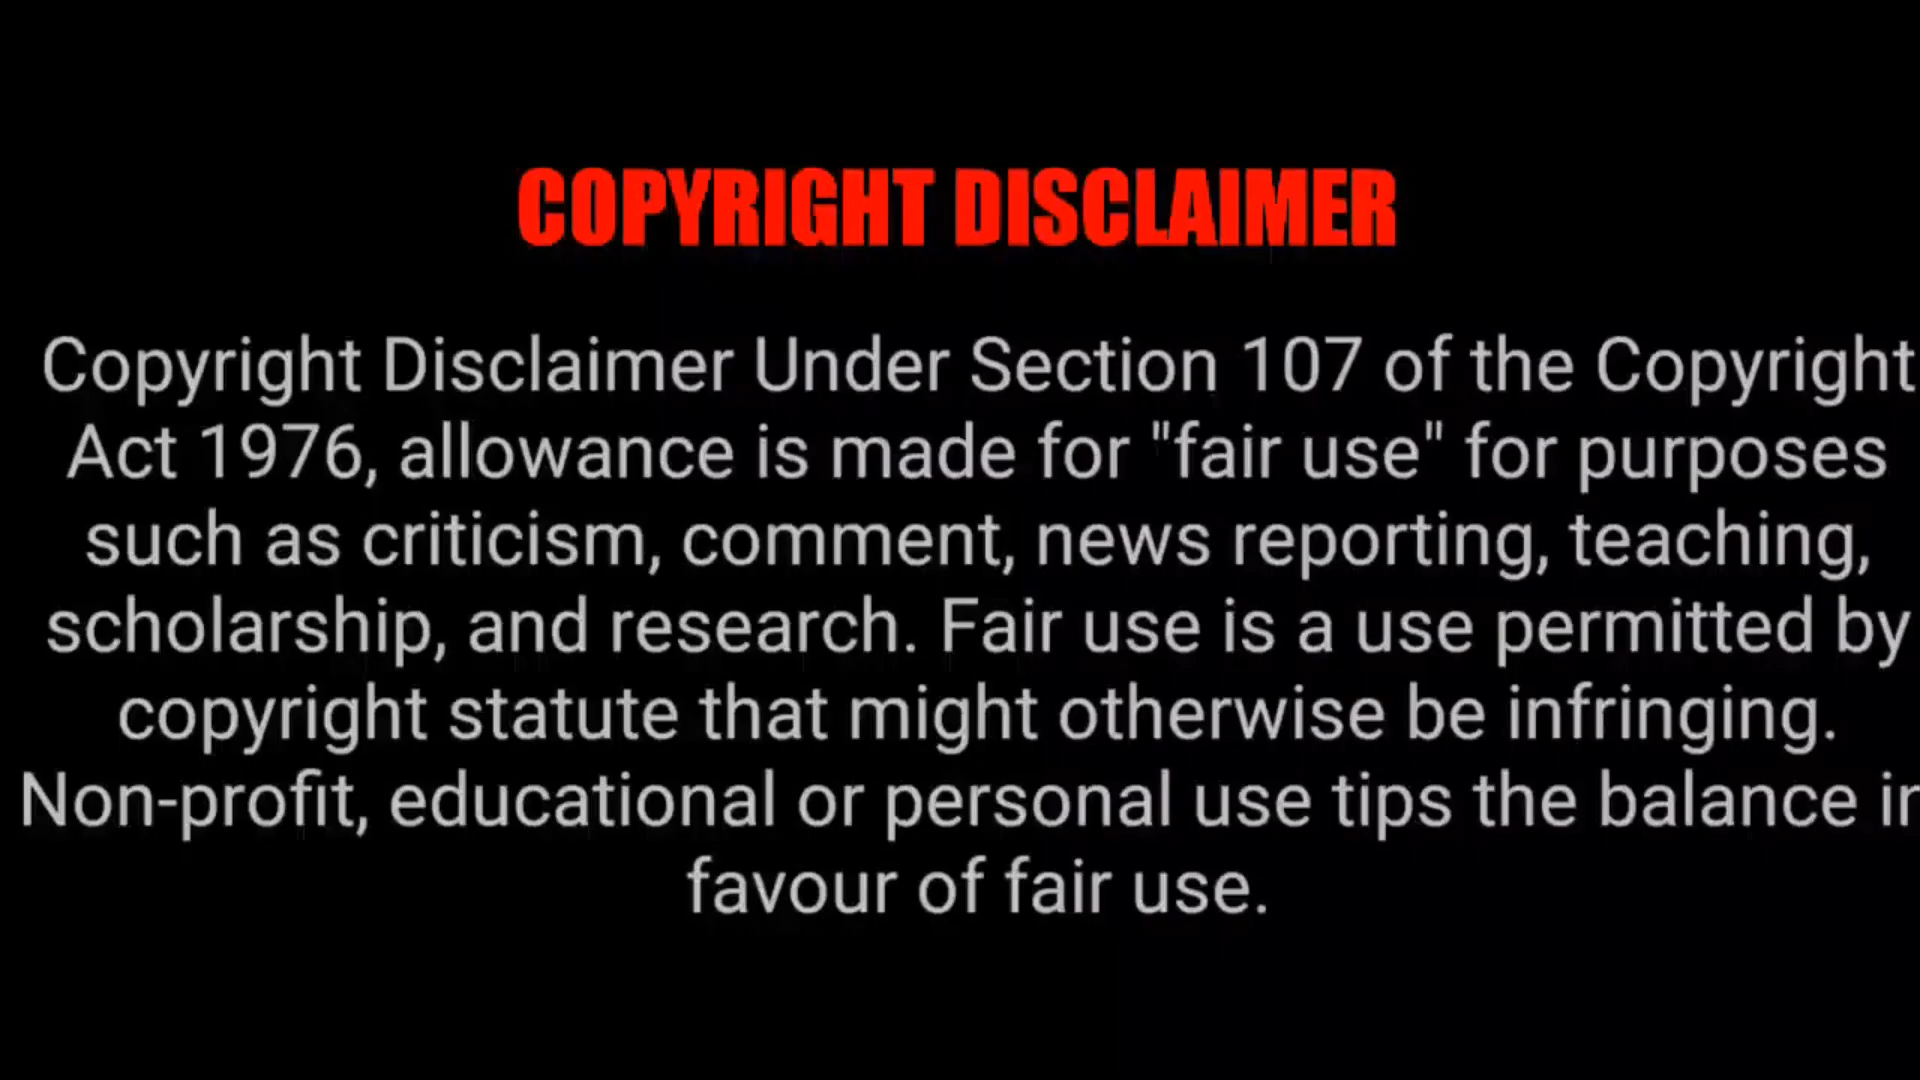 COPYRIGHT DISCLAIMER
Copyright Disclaimer Under Section 107 of the Copyright
Act 1976, allowance is made for "fair use" for purposes
such as criticism, comment, news reporting, teaching,
scholarship, and research. Fair use is a use permitted by
copyright statute that might otherwise be infringing.
Non-profit, educational or personal use tips the balance in
favour of fair use.